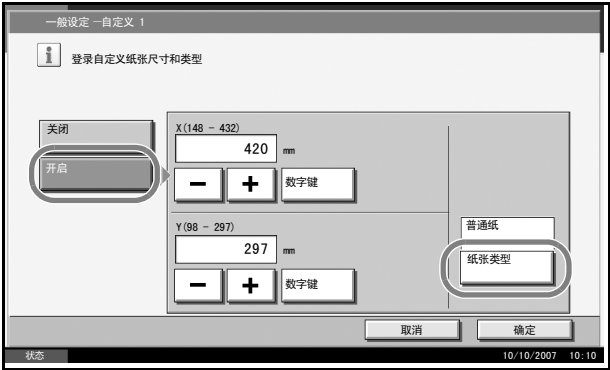 一般设定 －自定义 1
登录自定义纸张尺寸和类型
关闭
开启
X(148 － 432)
420 mm
－ ＋ 数字键
Y(98 － 297)
297 mm
－ ＋ 数字键
普通纸
纸张类型
取消 确定
状态 10/10/2007 10:10